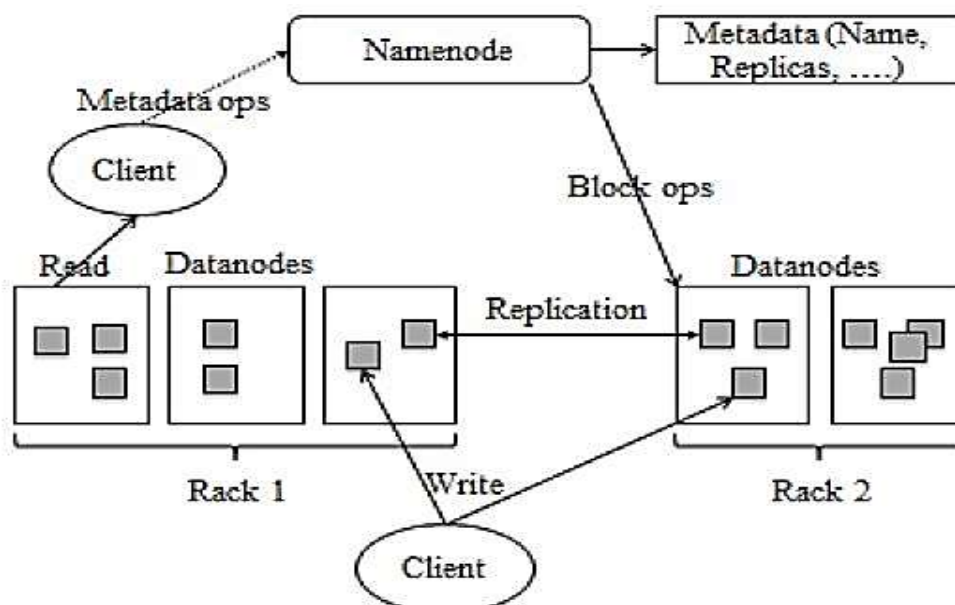 Namenode
Metadata (Name,
Replicas, ....)
Metadata ops
Client
Block ops
Read
Datanodes
Datanodes
Replication
Rack 1
Write
Rack 2
Client